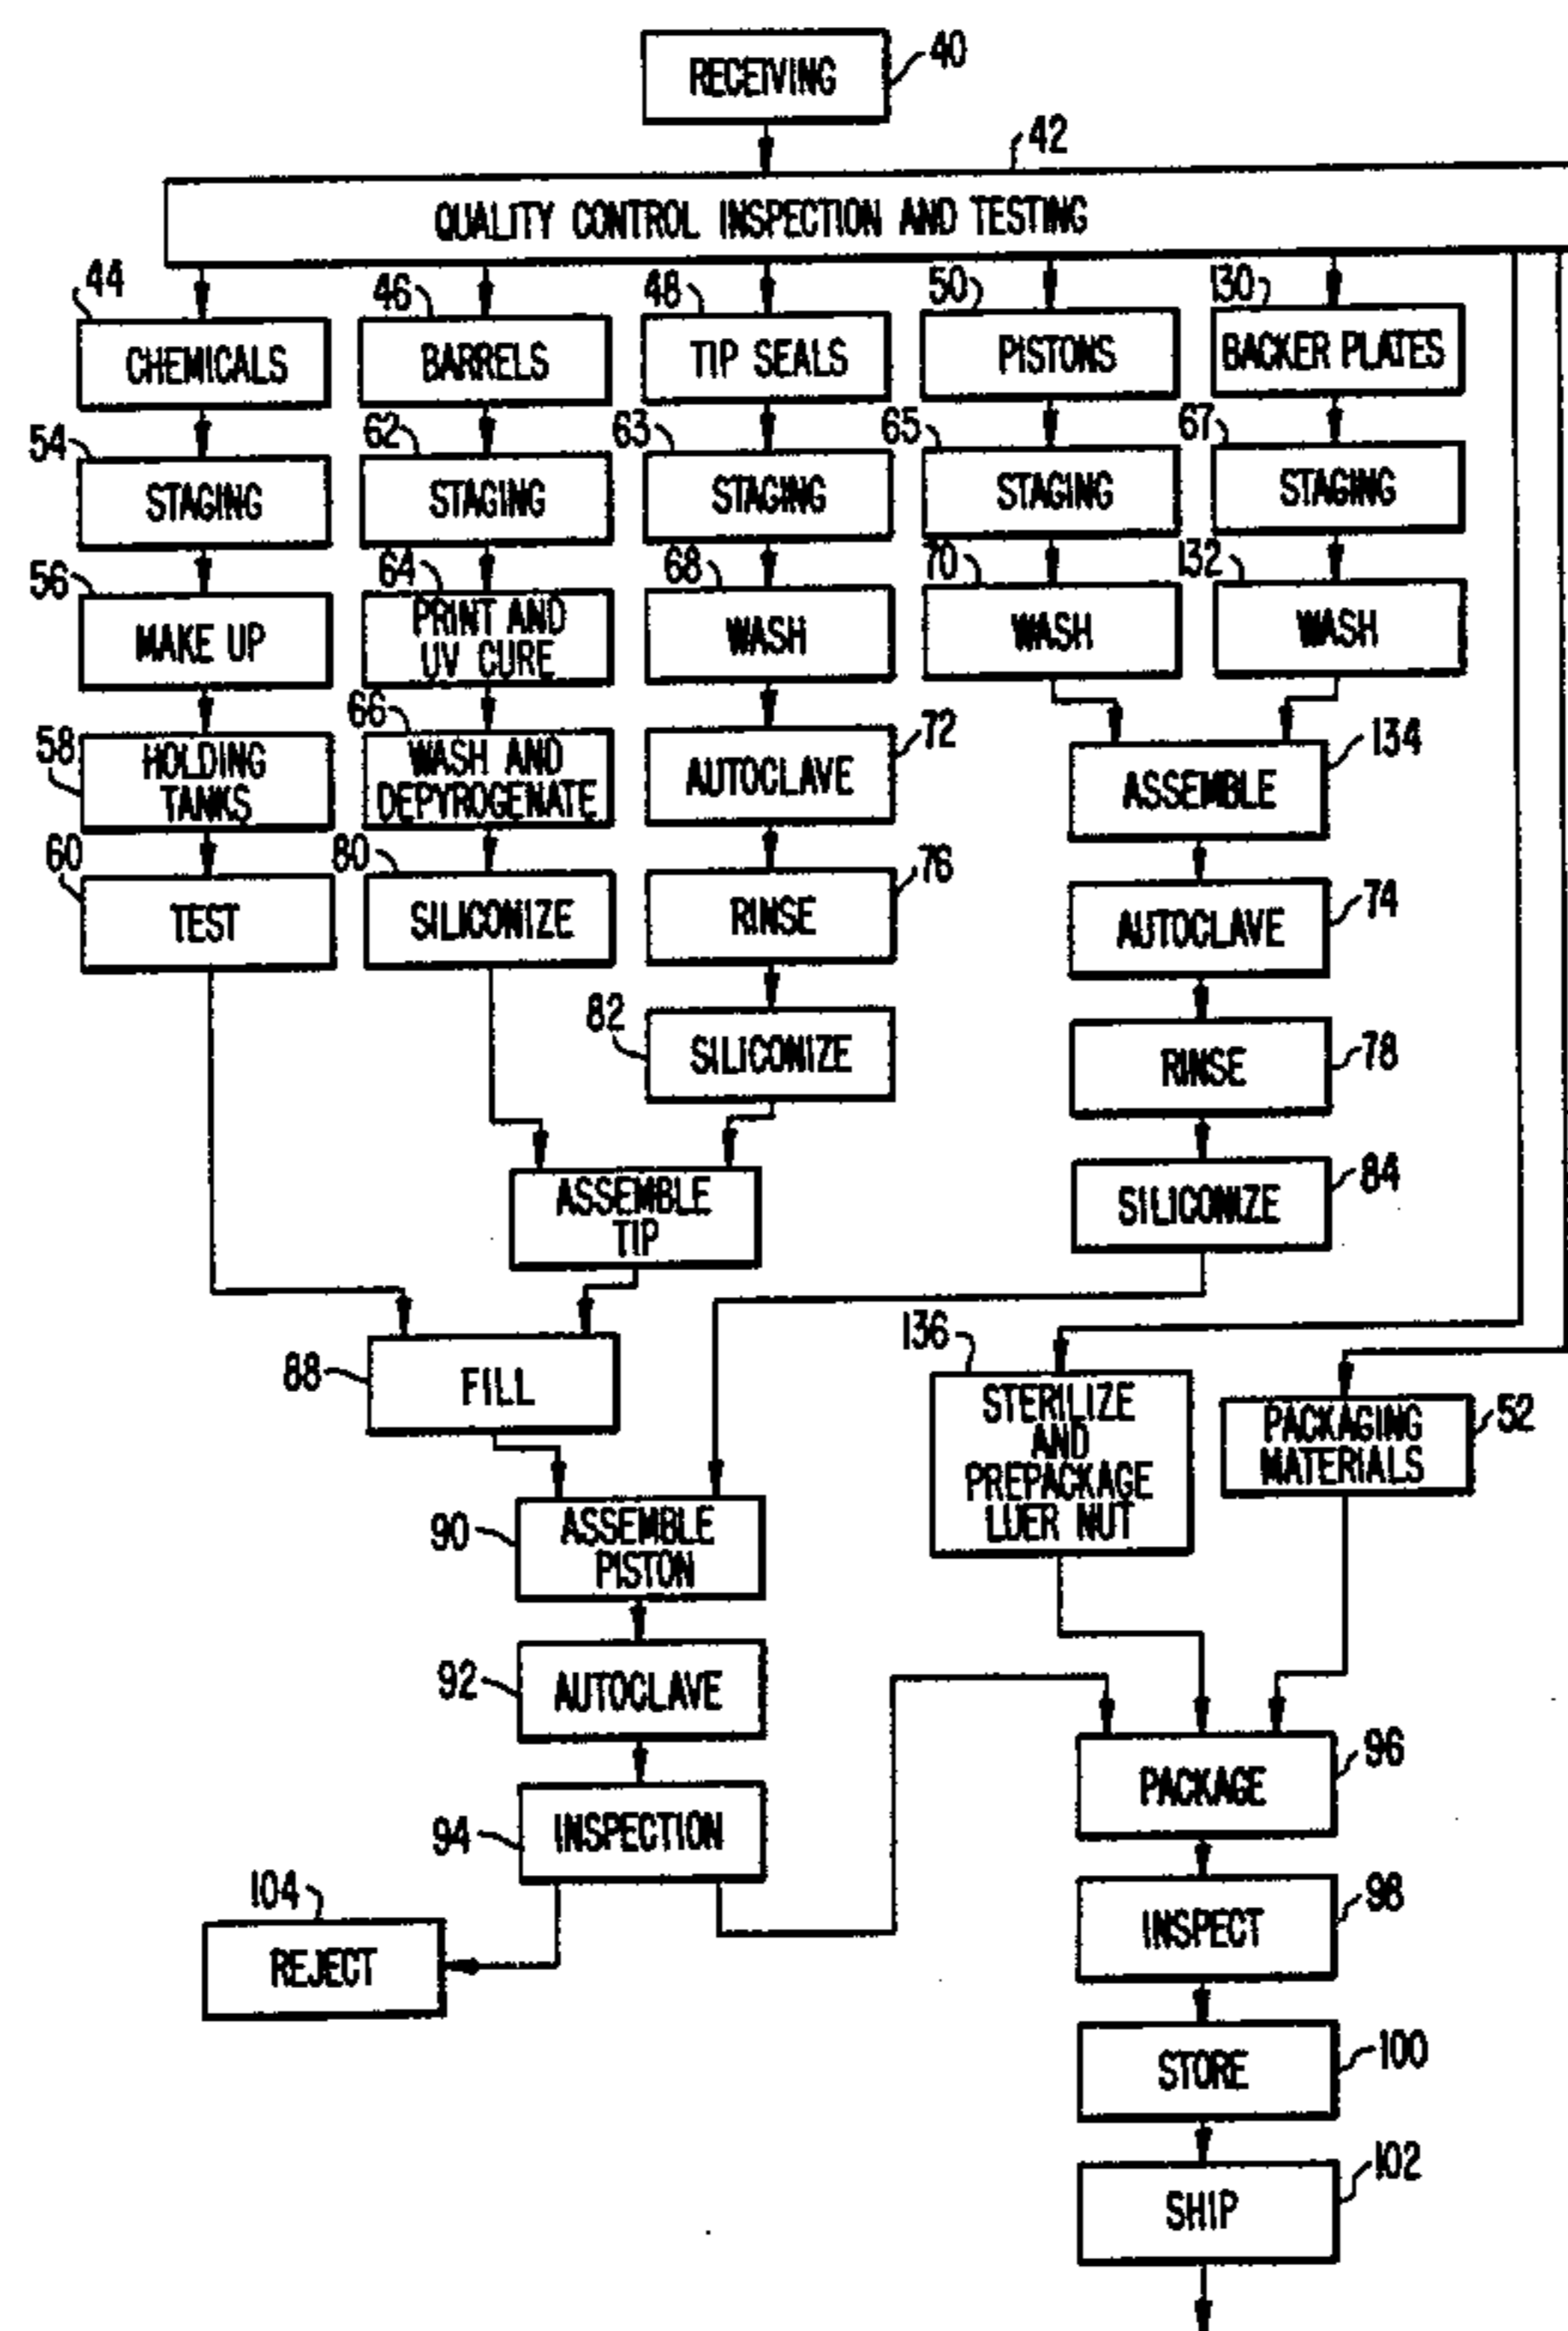 RECEIVING
40
42
QUALITY CONTROL INSPECTION AND TESTING
44
46
48
50
130
CHEMICALS
BARRELS
TIP SEALS
PISTONS
BACKER PLATES
54
62
63
65
67
STAGING
STAGING
STAGING
STAGING
STAGING
56
64
68
70
132
MAKE UP
PRINT AND
UV CURE
WASH
WASH
WASH
58
66
72
134
HOLDING
TANKS
WASH AND
DEPYROGENATE
AUTOCLAVE
ASSEMBLE
60
80
76
74
TEST
SILICONIZE
RINSE
AUTOCLAVE
82
SILICONIZE
RINSE
78
ASSEMBLE
TIP
SILICONIZE
84
88
FILL
136
STERILIZE
AND
PREPACKAGE
LUER NUT
PACKAGING
MATERIALS
52
90
ASSEMBLE
PISTON
92
AUTOCLAVE
94
INSPECTION
PACKAGE
96
104
REJECT
INSPECT
98
STORE
100
SHIP
102